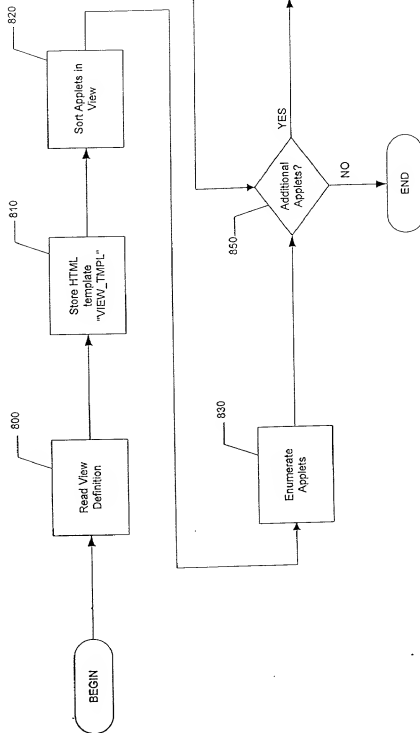 BEGIN
800
Read View
Definition
810
Store HTML
template
"VIEW_TMPL"
820
Sort Applets in
View
830
Enumerate
Applets
850
Additional
Applets?
YES
NO
END